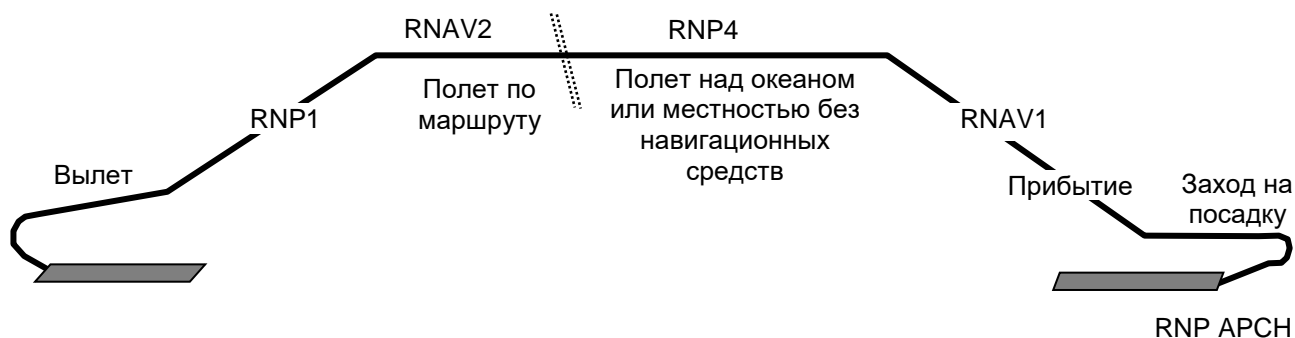 RNAV2
RNP4
Полет по
маршруту
Полет над океаном
или местностью без
навигационных
средств
RNP1
RNAV1
Вылет
Прибытие
Заход на
посадку
RNP APCH